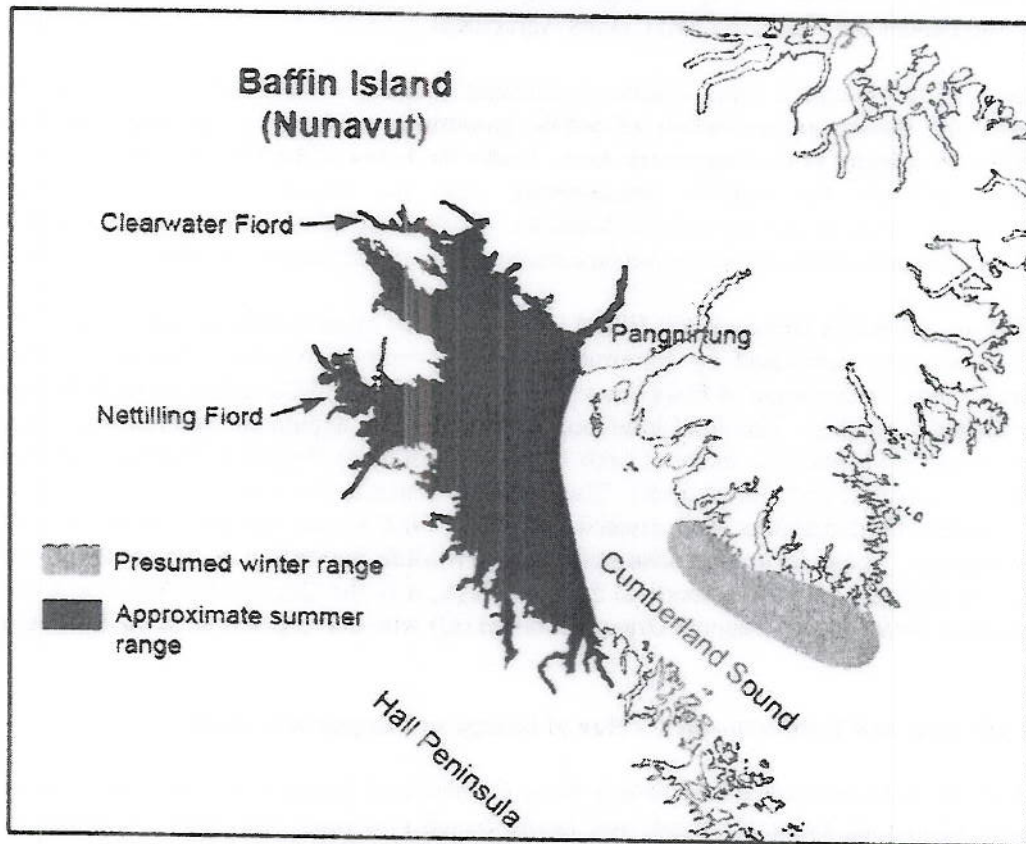 Baffin Island
(Nunavut)
Clearwater Fiord
Pangnirtung
Nettilling Fiord
Presumed winter range
Approximate summer
range
Cumberland Sound
Hall Peninsula